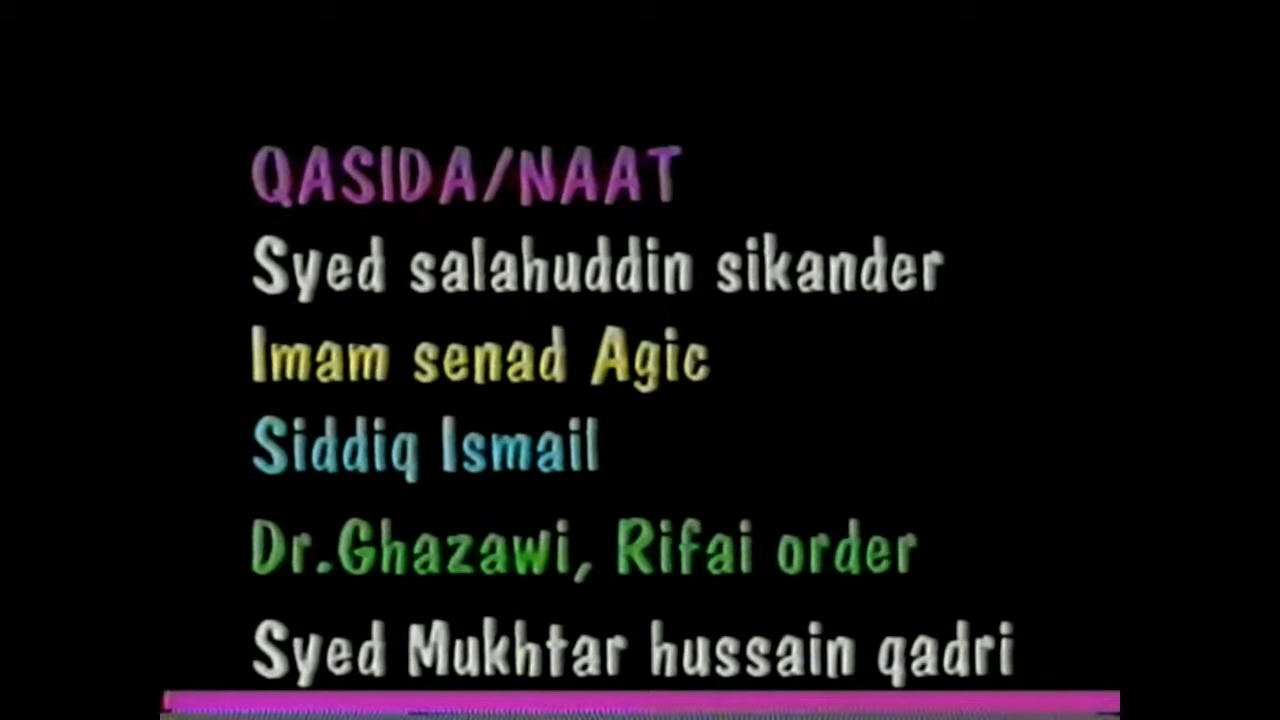 QASIDA/NAAT
Syed salahuddin sikander
Imam senad Agic
Siddiq Ismail
Dr.Ghazawi, Rifai order
Syed Mukhtar hussain qadri